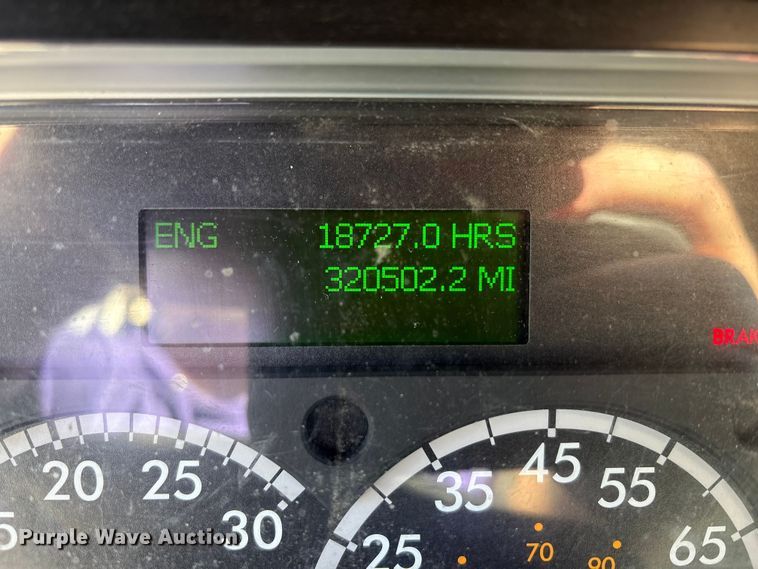 ENG 18727.0 HRS
320502.2 MI
BRAK
20 25 30
25 35 45 55 65
70 90
Purple Wave Auction